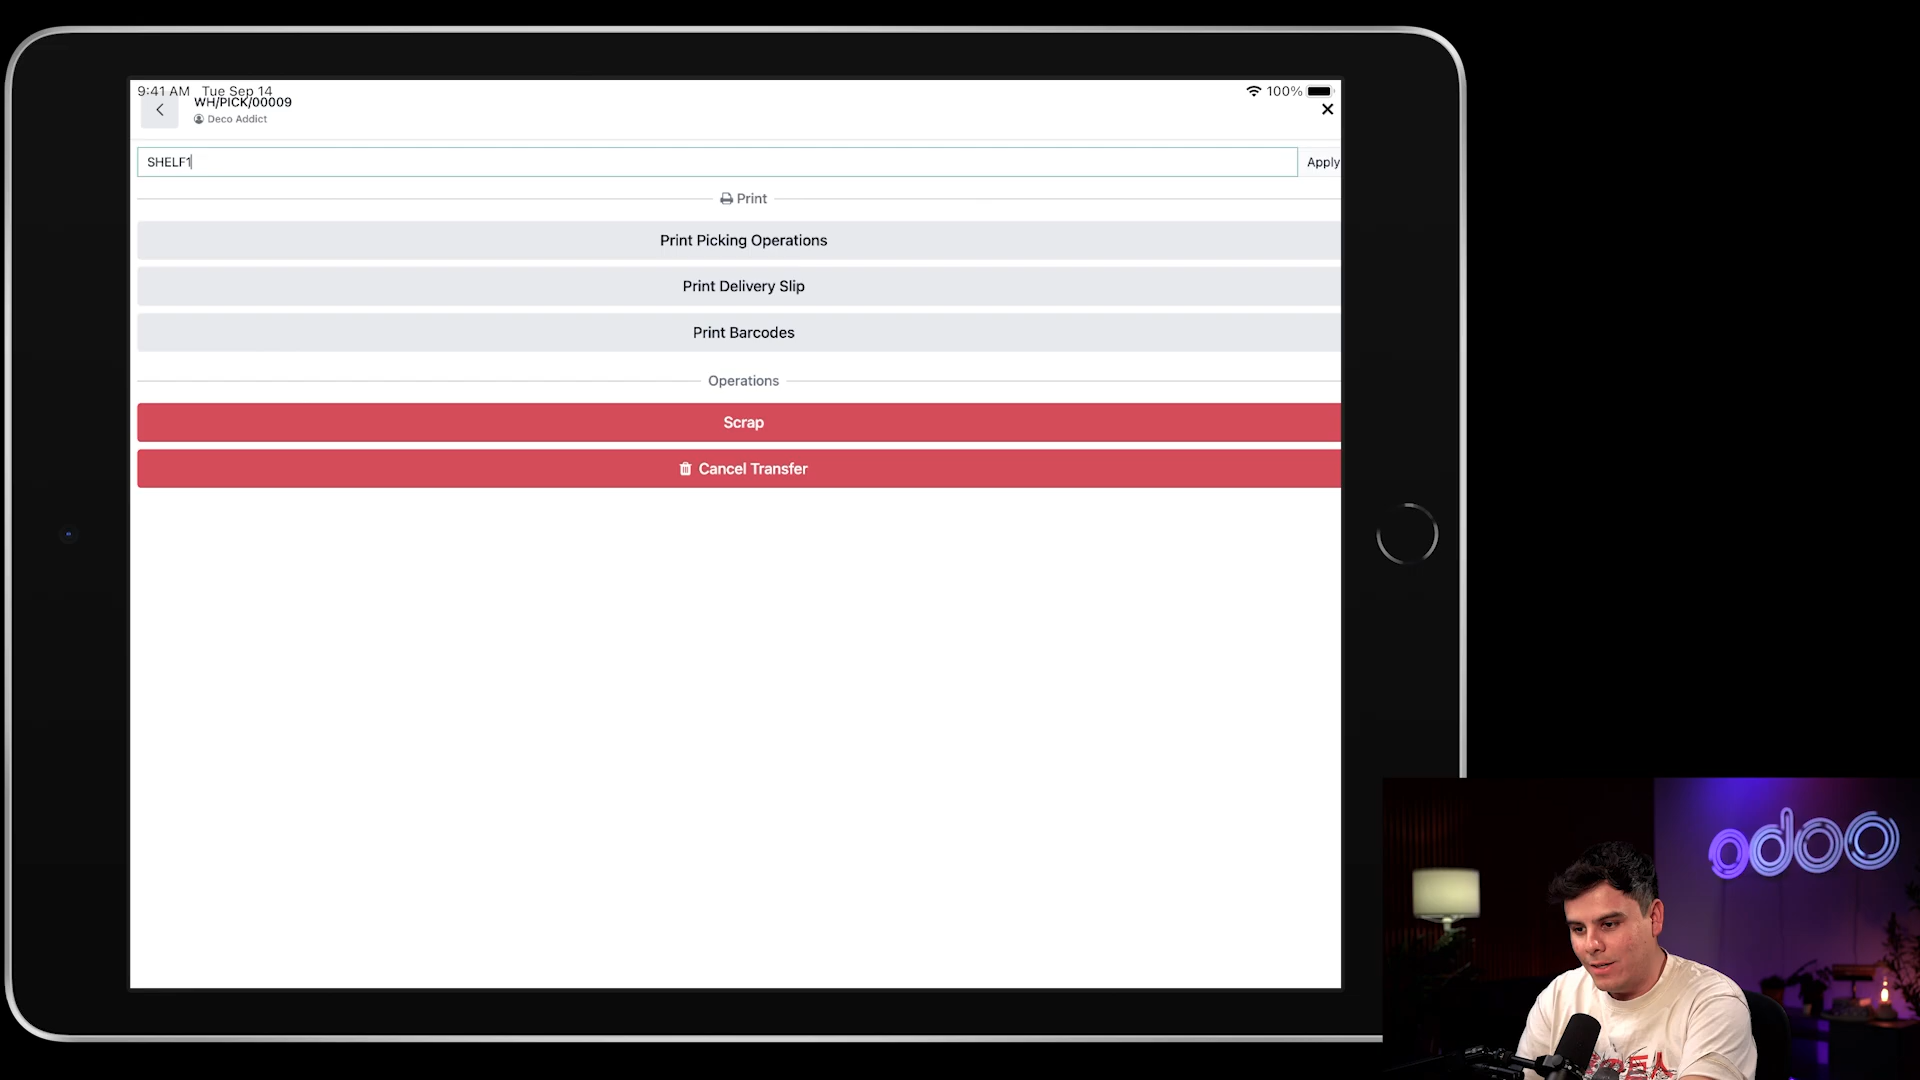 9:41 AM Tue Sep 14
100%
WH/PICK/00009
Deco Addict
SHELF1
Apply
Print
Print Picking Operations
Print Delivery Slip
Print Barcodes
Operations
Scrap
Cancel Transfer
odoo